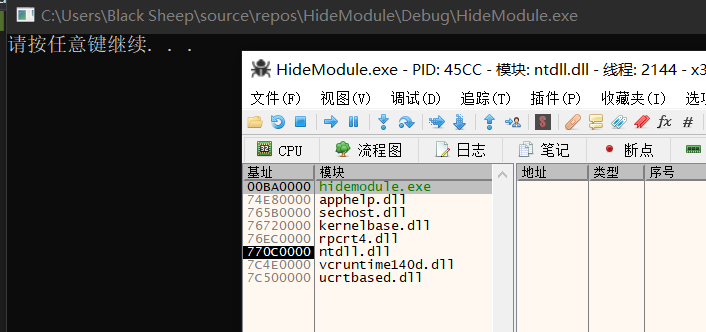 C:\Users\Black Sheep\source\repos\HideModule\Debug\HideModule.exe
请按任意键继续. . .
HideModule.exe - PID: 45CC - 模块: ntdll.dll - 线程: 2144 - x3
文件(F) 视图(V) 调试(D) 追踪(T) 插件(P) 收藏夹(I) 选项
S fx #
CPU 流程图 日志 笔记 断点
基址 模块 地址 类型 序号
00BA0000 hidemodule.exe
74E80000 apphelp.dll
765B0000 sechost.dll
76720000 kernelbase.dll
76EC0000 rpcrt4.dll
770C0000 ntdll.dll
7C4E0000 vcruntime140d.dll
7C500000 ucrtbased.dll